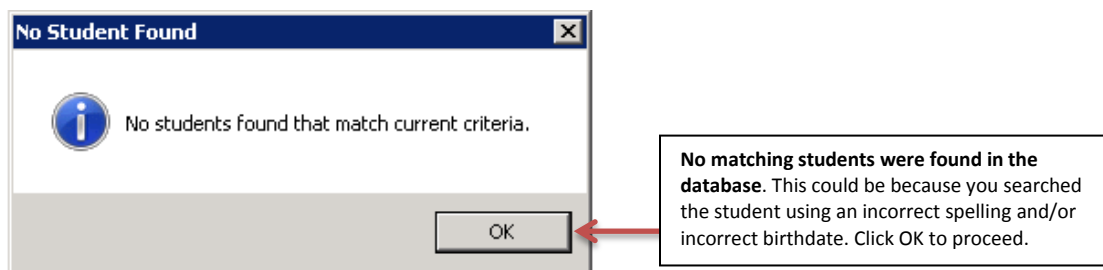 No Student Found
No students found that match current criteria.
OK
No matching students were found in the
database. This could be because you searched
the student using an incorrect spelling and/or
incorrect birthdate. Click OK to proceed.